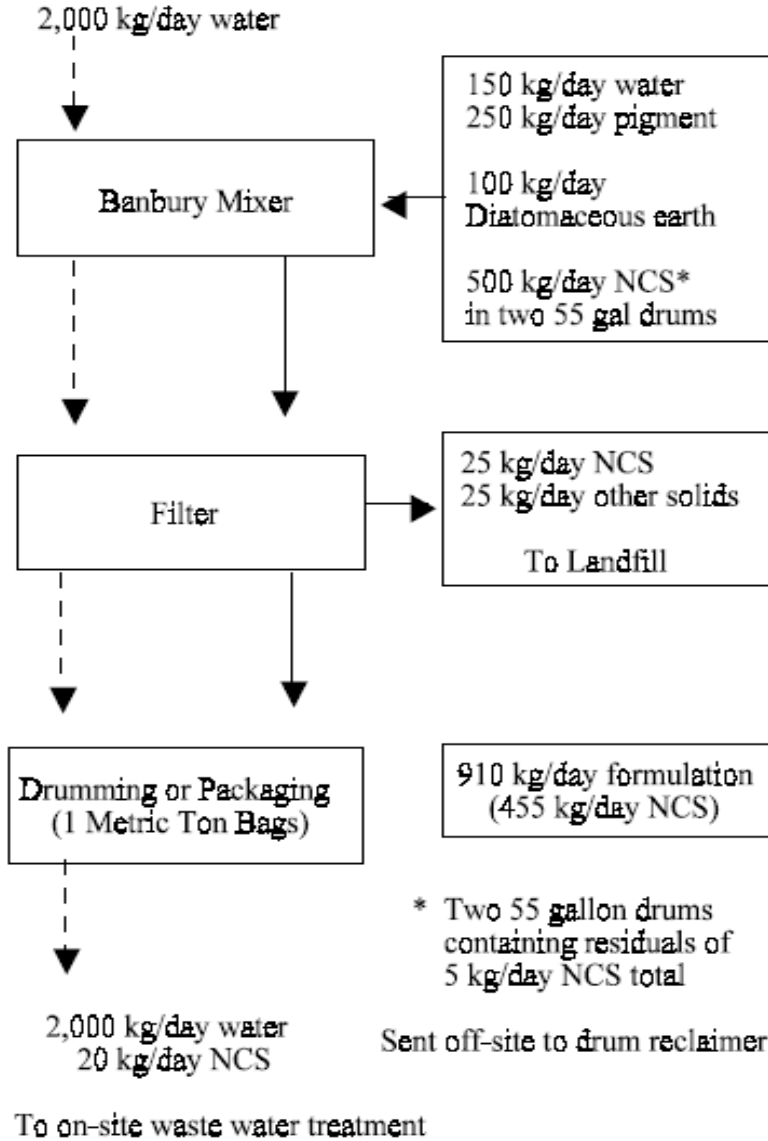 2,000 kg/day water
150 kg/day water
250 kg/day pigment
100 kg/day
Diatomaceous earth
500 kg/day NCS*
in two 55 gal drums
Banbury Mixer
Filter
25 kg/day NCS
25 kg/day other solids
To Landfill
Drumming or Packaging
(1 Metric Ton Bags)
910 kg/day formulation
(455 kg/day NCS)
* Two 55 gallon drums
containing residuals of
5 kg/day NCS total
Sent off-site to drum reclaimer
2,000 kg/day water
20 kg/day NCS
To on-site waste water treatment